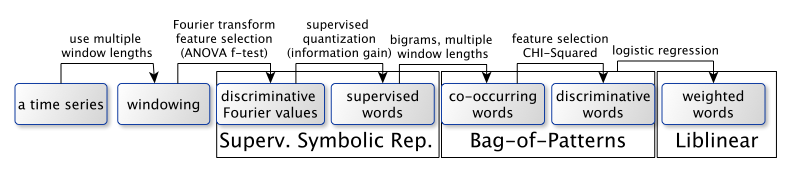 use multiple
window lengths
Fourier transform
feature selection
(ANOVA f-test)
supervised
quantization
(information gain)
bigrams, multiple
window lengths
feature selection
CHI-Squared
logistic regression
a time series
windowing
discriminative
Fourier values
supervised
words
co-occurring
words
discriminative
words
weighted
words
Superv. Symbolic Rep.
Bag-of-Patterns
Liblinear